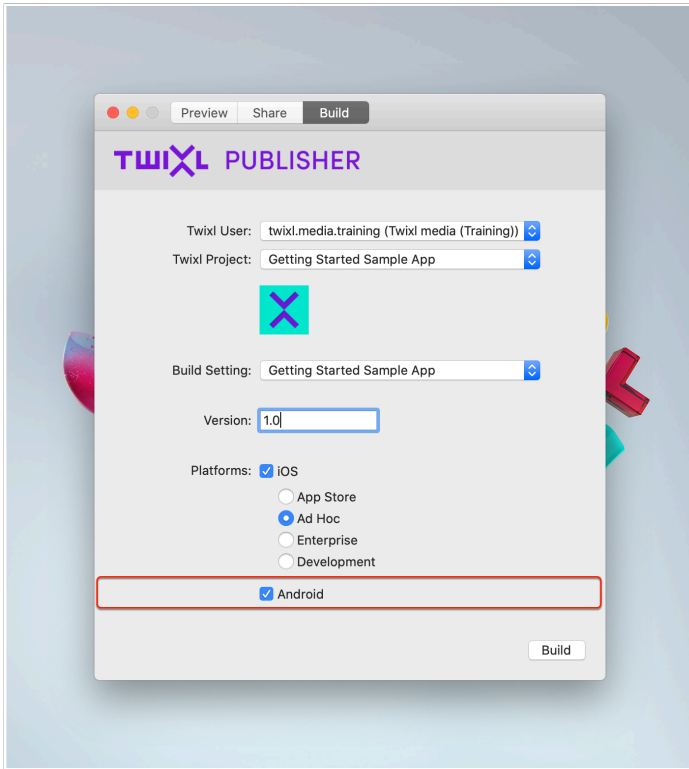 Preview Share Build
TWIXL PUBLISHER
Twixl User: twixl.media.training (Twixl media (Training))
Twixl Project: Getting Started Sample App
Build Setting: Getting Started Sample App
Version: 1.0
Platforms: iOS
App Store
Ad Hoc
Enterprise
Development
Android
Build